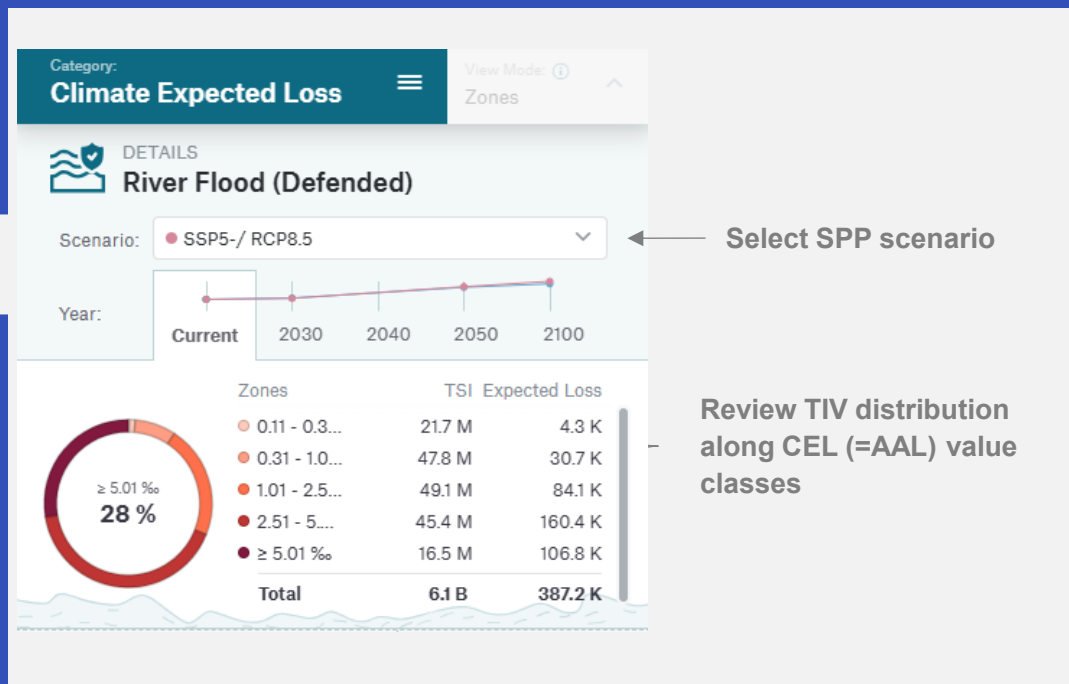 Category:
Climate Expected Loss
View Mode:
Zones
DETAILS
River Flood (Defended)
Scenario: SSP5-/ RCP8.5
Select SPP scenario
Year:
Current 2030 2040 2050 2100
Zones TSI Expected Loss
0.11 - 0.3... 21.7 M 4.3 K
0.31 - 1.0... 47.8 M 30.7 K
1.01 - 2.5... 49.1 M 84.1 K
2.51 - 5.... 45.4 M 160.4 K
≥ 5.01 ‰ 16.5 M 106.8 K
Total 6.1 B 387.2 K
≥ 5.01 ‰
28 %
Review TIV distribution
along CEL (=AAL) value
classes